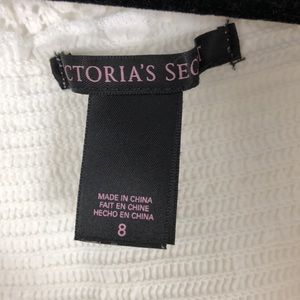 CTORIA'S SEC
MADE IN CHINA
FAIT EN CHINE
HECHO EN CHINA
8